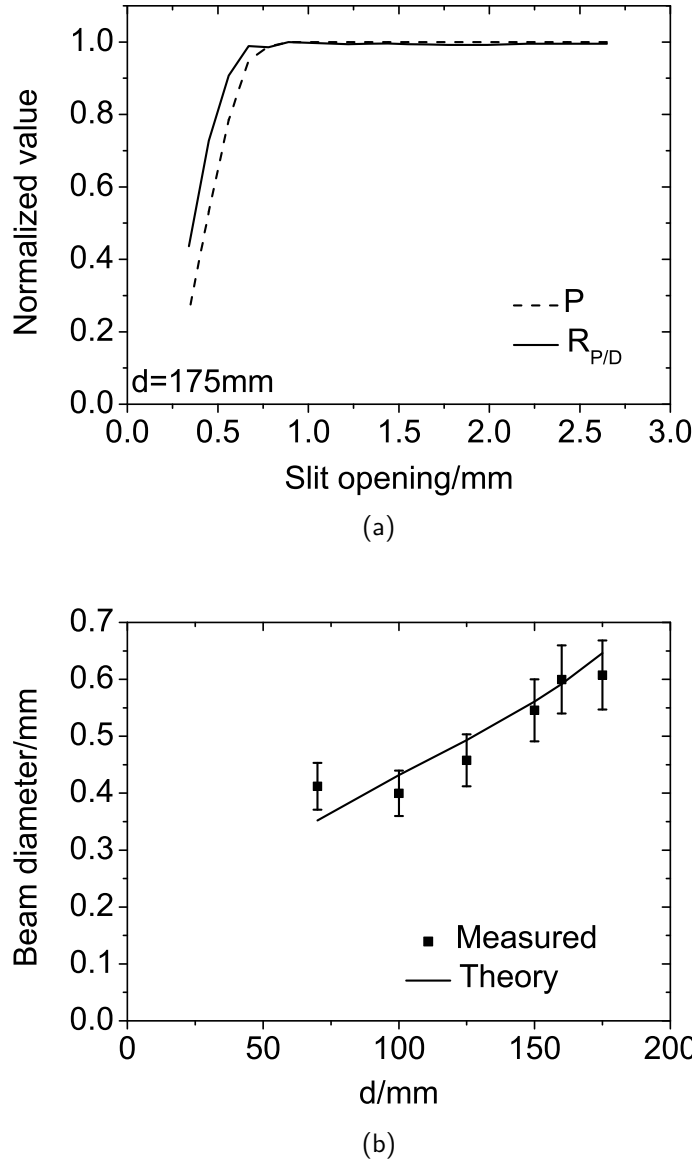 1.0
0.8
0.6
0.4
0.2
0.0
Normalized value
P
R_{P/D}
d=175mm
0.0 0.5 1.0 1.5 2.0 2.5 3.0
Slit opening/mm
(a)
0.7
0.6
0.5
0.4
0.3
0.2
0.1
0.0
Beam diameter/mm
Measured
Theory
0 50 100 150 200
d/mm
(b)